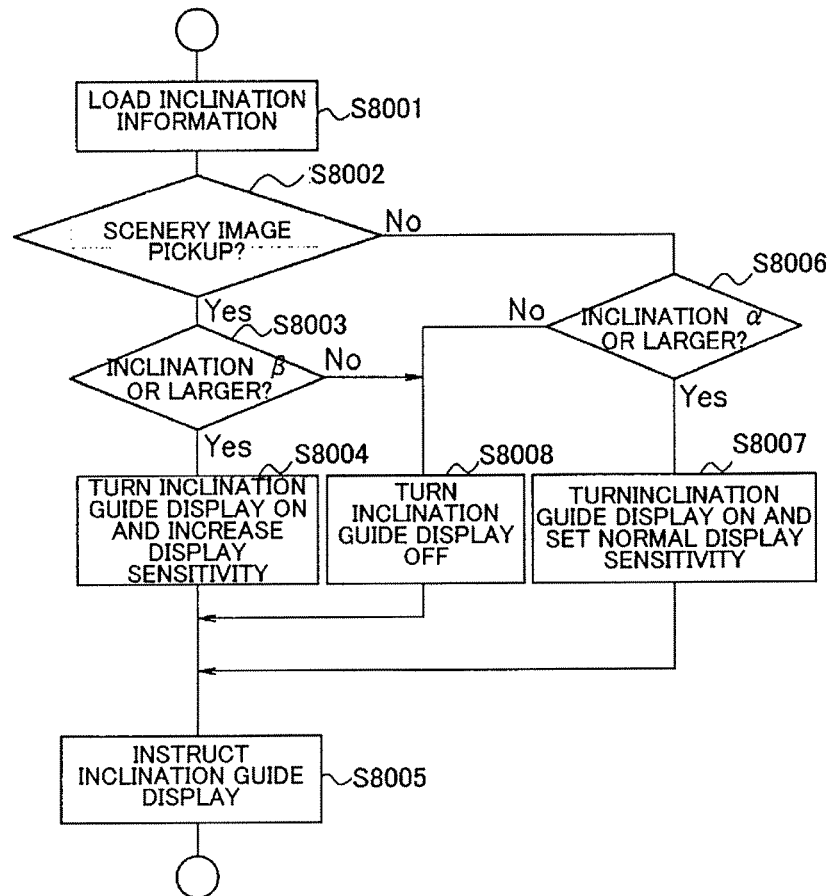 LOAD INCLINATION
INFORMATION
S8001
S8002
SCENERY IMAGE
PICKUP?
No
Yes
S8003
INCLINATION β
OR LARGER?
No
Yes
S8006
INCLINATION α
OR LARGER?
No
Yes
S8004
TURN INCLINATION
GUIDE DISPLAY ON
AND INCREASE
DISPLAY
SENSITIVITY
S8008
TURN
INCLINATION
GUIDE DISPLAY
OFF
S8007
TURNINCLINATION
GUIDE DISPLAY ON AND
SET NORMAL DISPLAY
SENSITIVITY
INSTRUCT
INCLINATION GUIDE
DISPLAY
S8005